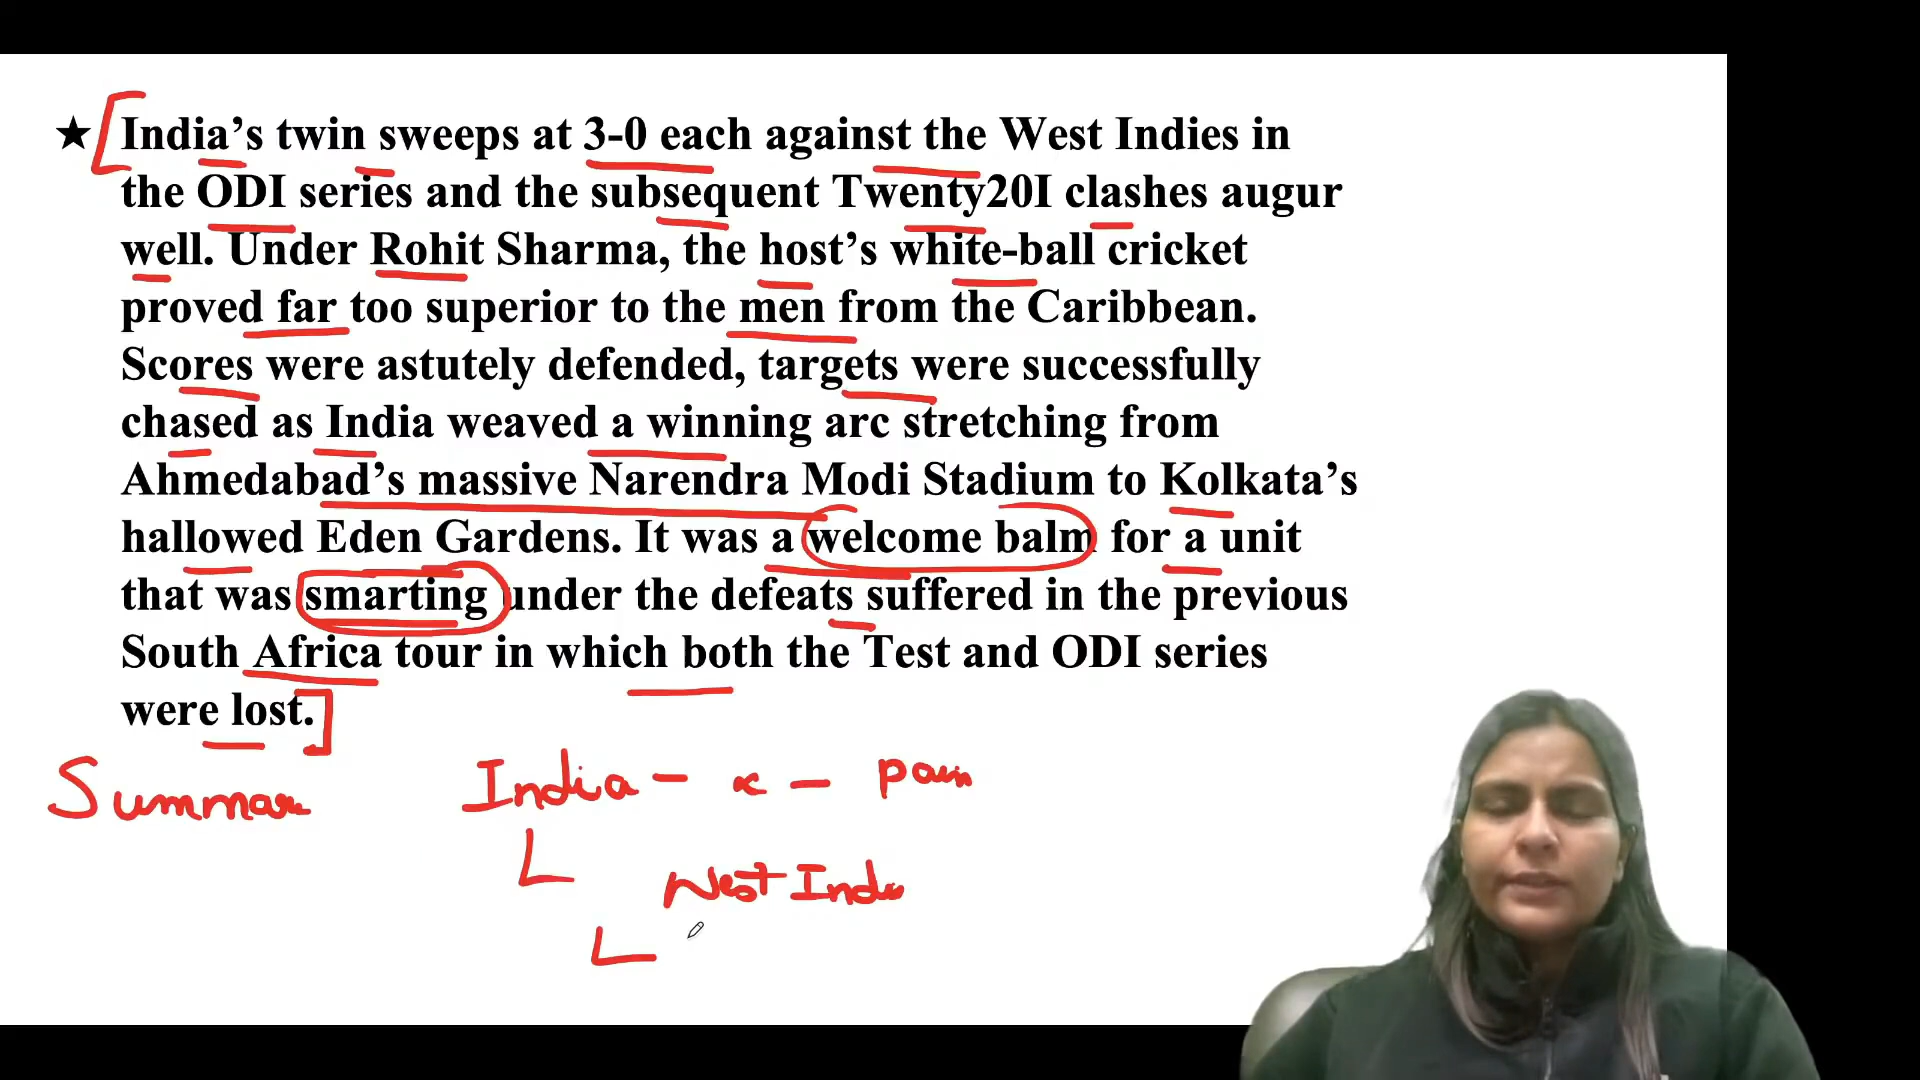 ★ India’s twin sweeps at 3-0 each against the West Indies in
the ODI series and the subsequent Twenty20I clashes augur
well. Under Rohit Sharma, the host’s white-ball cricket
proved far too superior to the men from the Caribbean.
Scores were astutely defended, targets were successfully
chased as India weaved a winning arc stretching from
Ahmedabad’s massive Narendra Modi Stadium to Kolkata’s
hallowed Eden Gardens. It was a welcome balm for a unit
that was smarting under the defeats suffered in the previous
South Africa tour in which both the Test and ODI series
were lost.
Summar
India - - pain
West Inds